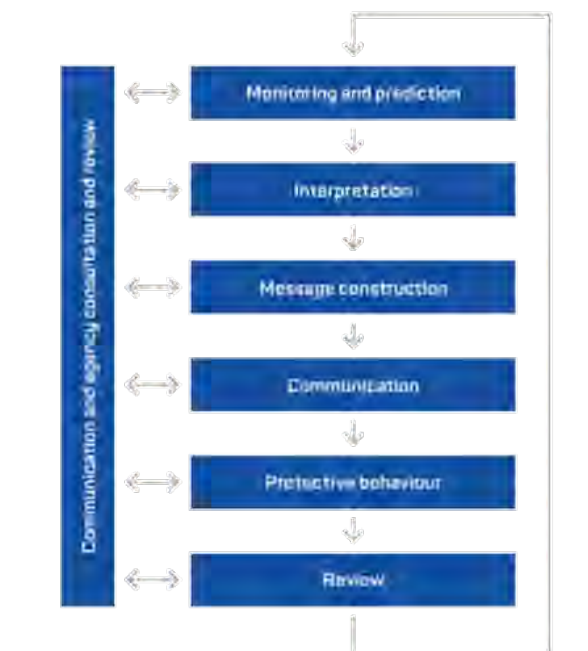 Communication and agency consultation and review
Monitoring and prediction
Interpretation
Message construction
Communication
Protective behaviour
Review